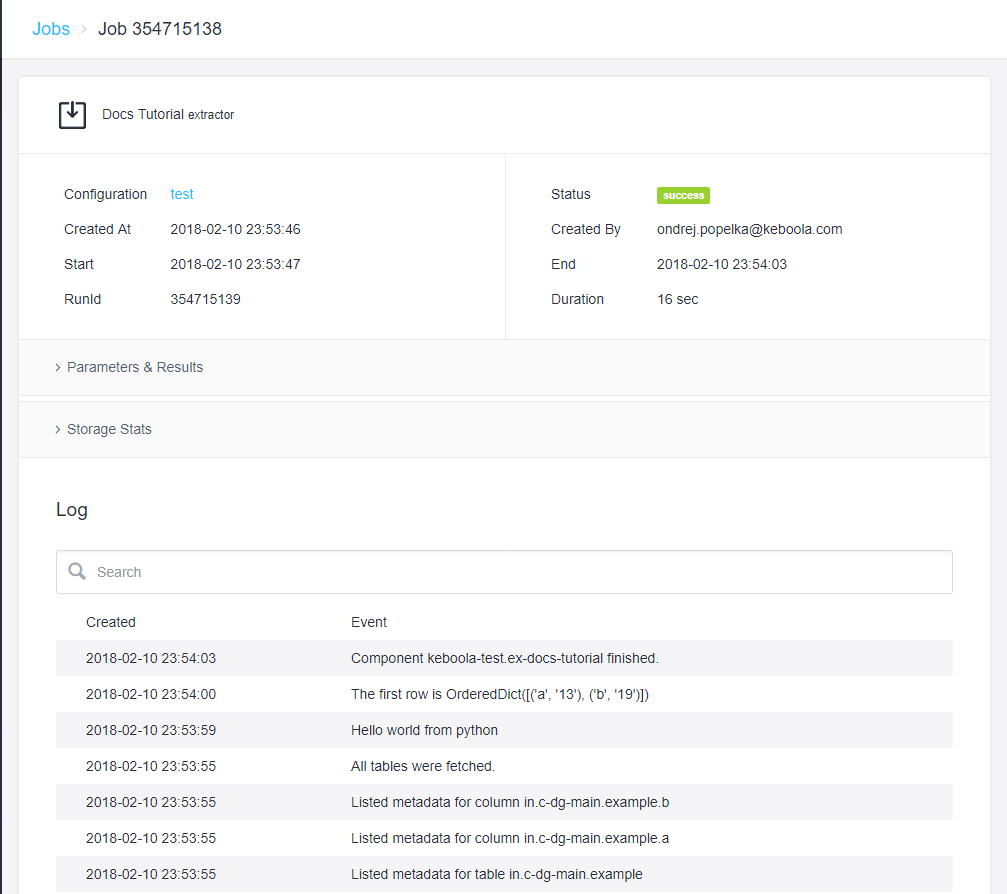 Jobs › Job 354715138
Docs Tutorial extractor
Configuration test
Created At 2018-02-10 23:53:46
Start 2018-02-10 23:53:47
RunId 354715139
Status success
Created By ondrej.popelka@keboola.com
End 2018-02-10 23:54:03
Duration 16 sec
Parameters & Results
Storage Stats
Log
Search
Created Event
2018-02-10 23:54:03 Component keboola-test.ex-docs-tutorial finished.
2018-02-10 23:54:00 The first row is OrderedDict([('a', '13'), ('b', '19')])
2018-02-10 23:53:59 Hello world from python
2018-02-10 23:53:55 All tables were fetched.
2018-02-10 23:53:55 Listed metadata for column in.c-dg-main.example.b
2018-02-10 23:53:55 Listed metadata for column in.c-dg-main.example.a
2018-02-10 23:53:55 Listed metadata for table in.c-dg-main.example